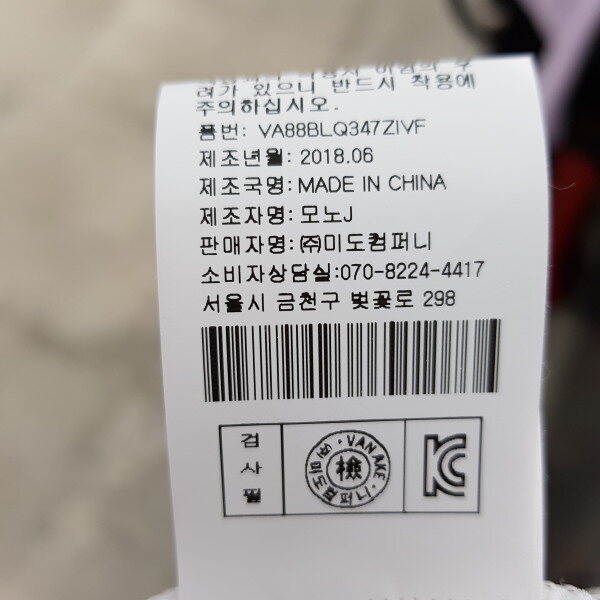 려가 있으니 반드시 착용에
주의하십시오.
품번: VA88BLQ347ZIVF
제조년월: 2018.06
제조국명: MADE IN CHINA
제조자명: 모노J
판매자명: ㈜미도컴퍼니
소비자상담실:070-8224-4417
서울시 금천구 벚꽃로 298
검사필
VAN AKE · ㈜미도컴퍼니 ·
檢
KC